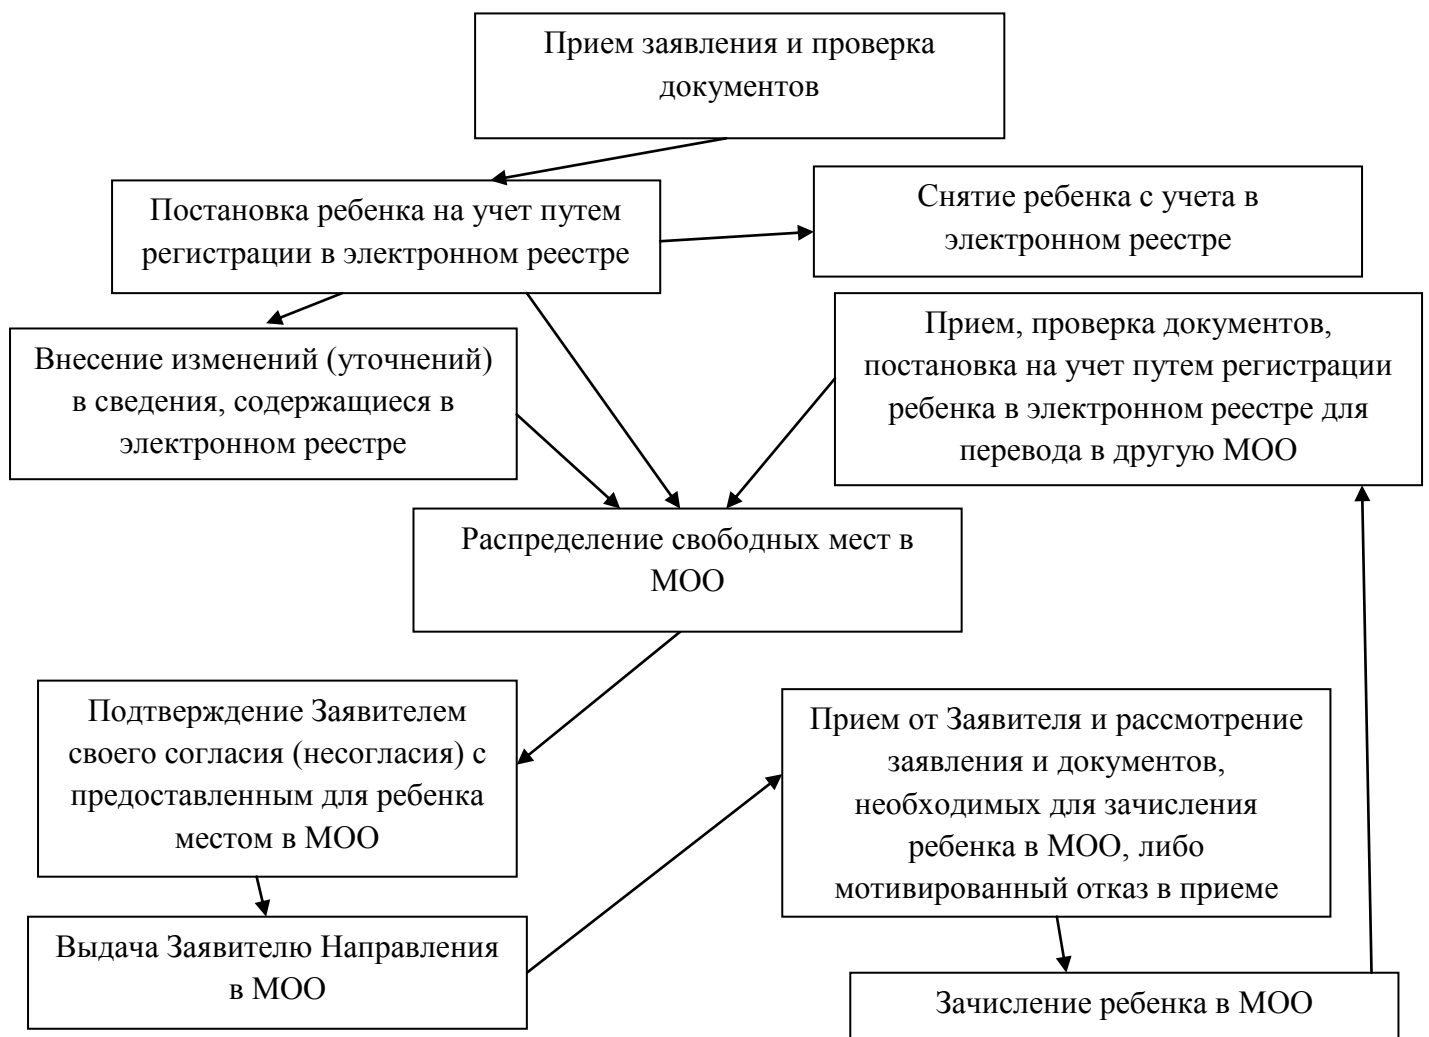 Прием заявления и проверка
документов
Постановка ребенка на учет путем
регистрации в электронном реестре
Снятие ребенка с учета в
электронном реестре
Внесение изменений (уточнений)
в сведения, содержащиеся в
электронном реестре
Прием, проверка документов,
постановка на учет путем регистрации
ребенка в электронном реестре для
перевода в другую МОО
Распределение свободных мест в
МОО
Подтверждение Заявителем
своего согласия (несогласия) с
предоставленным для ребенка
местом в МОО
Прием от Заявителя и рассмотрение
заявления и документов,
необходимых для зачисления
ребенка в МОО, либо
мотивированный отказ в приеме
Выдача Заявителю Направления
в МОО
Зачисление ребенка в МОО